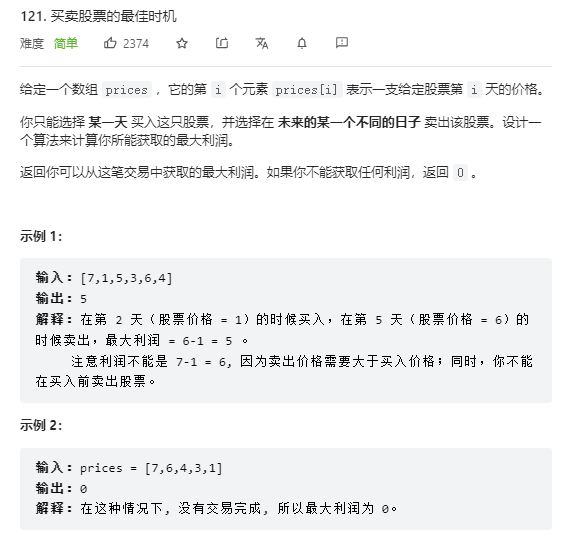 121. 买卖股票的最佳时机
难度 简单 2374
给定一个数组 prices ，它的第 i 个元素 prices[i] 表示一支给定股票第 i 天的价格。
你只能选择 某一天 买入这只股票，并选择在 未来的某一个不同的日子 卖出该股票。设计一
个算法来计算你所能获取的最大利润。
返回你可以从这笔交易中获取的最大利润。如果你不能获取任何利润，返回 0 。
示例 1：
输入：[7,1,5,3,6,4]
输出：5
解释：在第 2 天（股票价格 = 1）的时候买入，在第 5 天（股票价格 = 6）的
时候卖出，最大利润 = 6-1 = 5 。
注意利润不能是 7-1 = 6, 因为卖出价格需要大于买入价格；同时，你不能
在买入前卖出股票。
示例 2：
输入：prices = [7,6,4,3,1]
输出：0
解释：在这种情况下, 没有交易完成, 所以最大利润为 0。